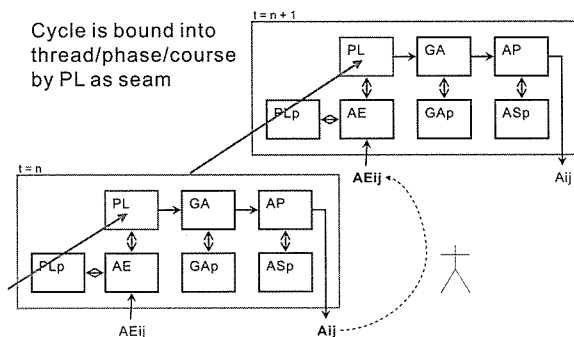 Cycle is bound into
thread/phase/course
by PL as seam
t = n + 1
PL GA AP
PLp AE GAp ASp
AEij Aij
t = n
PL GA AP
PLp AE GAp ASp
AEij Aij